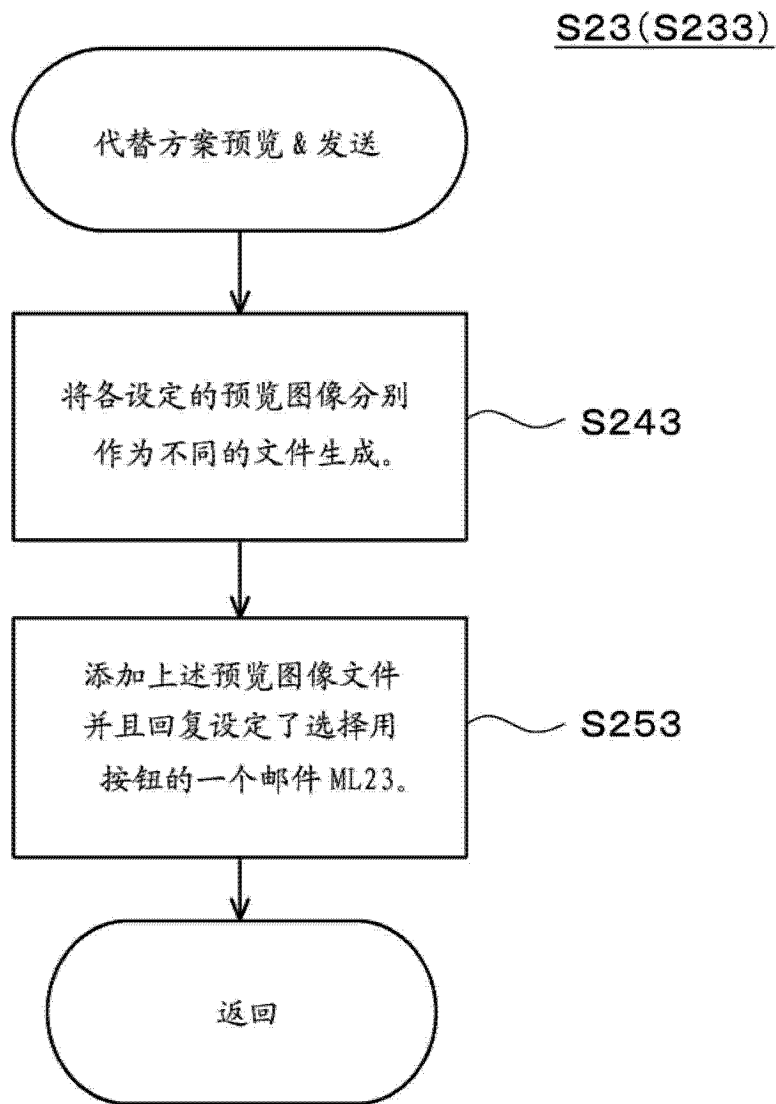 S23(S233)
代替方案预览 & 发送
将各设定的预览图像分别
作为不同的文件生成。
S243
添加上述预览图像文件
并且回复设定了选择用
按钮的一个邮件 ML23。
S253
返回